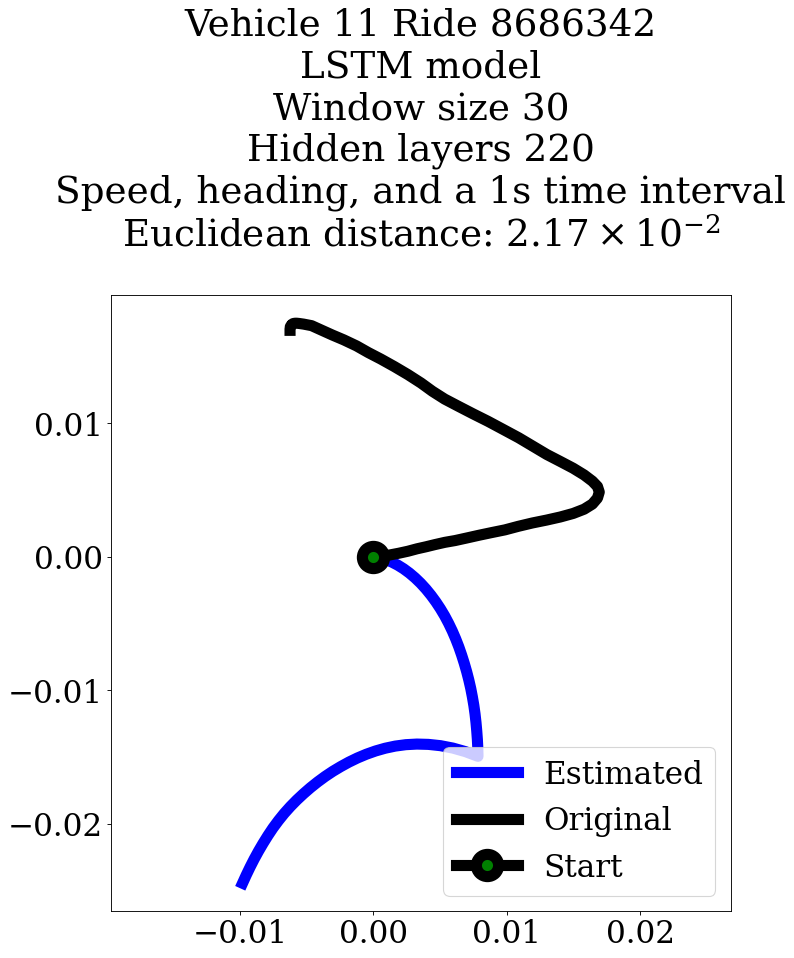 Vehicle 11 Ride 8686342
LSTM model
Window size 30
Hidden layers 220
Speed, heading, and a 1s time interval
Euclidean distance: 2.17 × 10⁻²
0.01
0.00
−0.01
−0.02
−0.01 0.00 0.01 0.02
Estimated
Original
Start